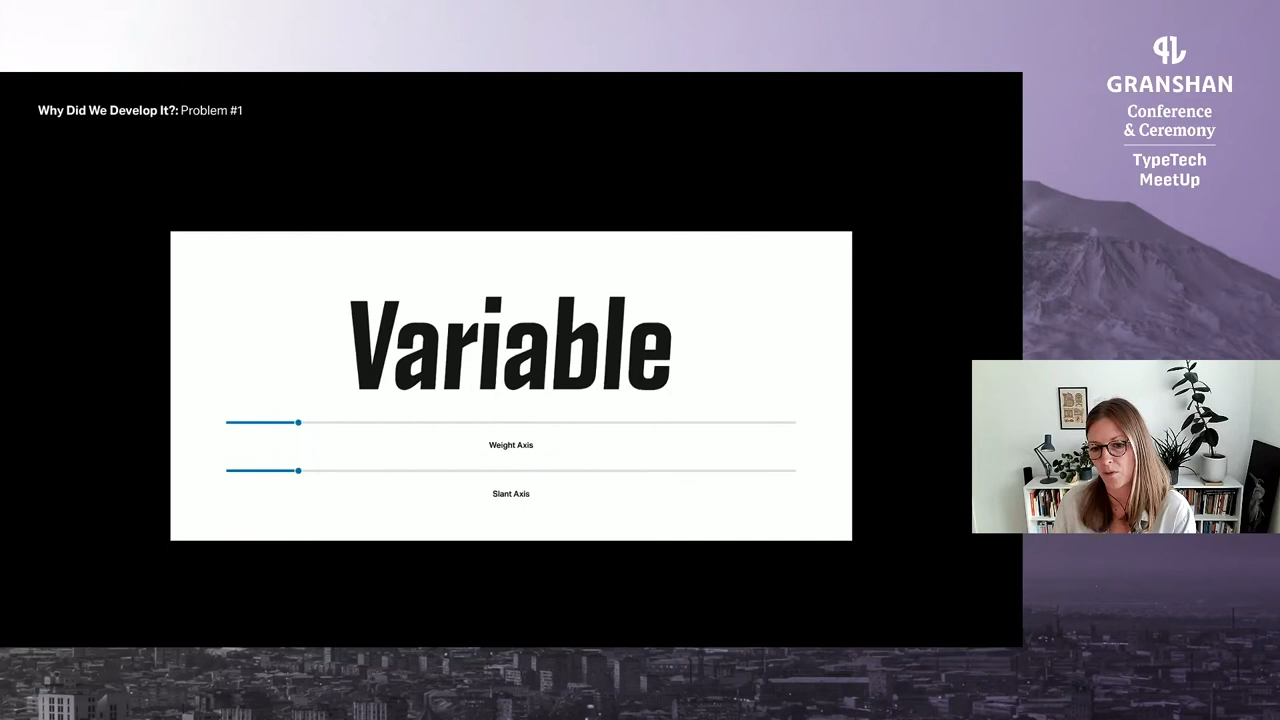 Why Did We Develop It?: Problem #1
Variable
Weight Axis
Slant Axis
GRANSHAN
Conference
& Ceremony
TypeTech
MeetUp